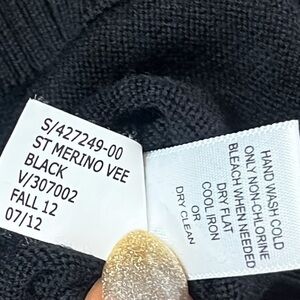 S/427249-00
ST MERINO VEE
BLACK
V/307002
FALL 12
07/12
HAND WASH COLD
ONLY NON-CHLORINE
BLEACH WHEN NEEDED
DRY FLAT
COOL IRON
OR
DRY CLEAN